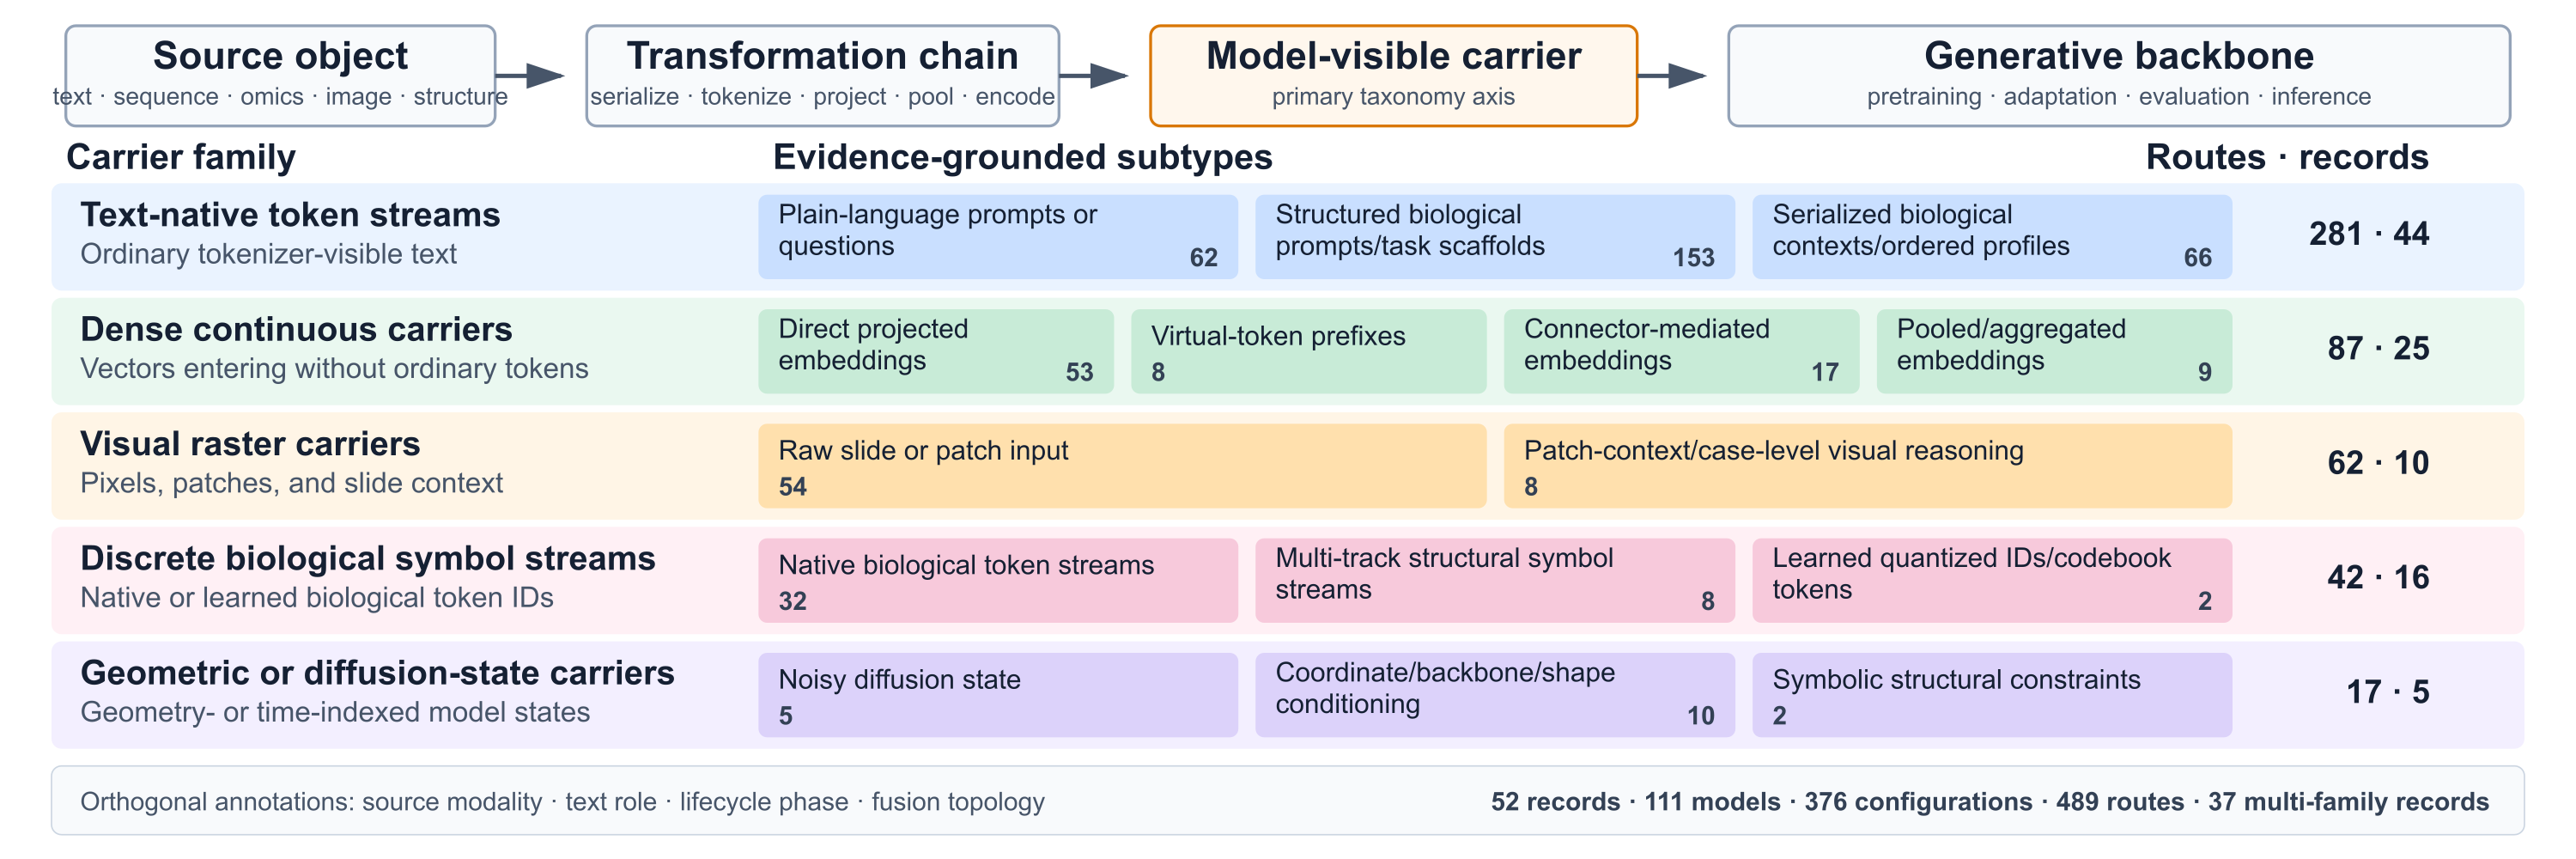 Source object
text · sequence · omics · image · structure
Transformation chain
serialize · tokenize · project · pool · encode
Model-visible carrier
primary taxonomy axis
Generative backbone
pretraining · adaptation · evaluation · inference
Carrier family
Evidence-grounded subtypes
Routes · records
Text-native token streams
Ordinary tokenizer-visible text
Plain-language prompts or
questions
62
Structured biological
prompts/task scaffolds
153
Serialized biological
contexts/ordered profiles
66
281 · 44
Dense continuous carriers
Vectors entering without ordinary tokens
Direct projected
embeddings
53
Virtual-token prefixes
8
Connector-mediated
embeddings
17
Pooled/aggregated
embeddings
9
87 · 25
Visual raster carriers
Pixels, patches, and slide context
Raw slide or patch input
54
Patch-context/case-level visual reasoning
8
62 · 10
Discrete biological symbol streams
Native or learned biological token IDs
Native biological token streams
32
Multi-track structural symbol
streams
8
Learned quantized IDs/codebook
tokens
2
42 · 16
Geometric or diffusion-state carriers
Geometry- or time-indexed model states
Noisy diffusion state
5
Coordinate/backbone/shape
conditioning
10
Symbolic structural constraints
2
17 · 5
Orthogonal annotations: source modality · text role · lifecycle phase · fusion topology
52 records · 111 models · 376 configurations · 489 routes · 37 multi-family records